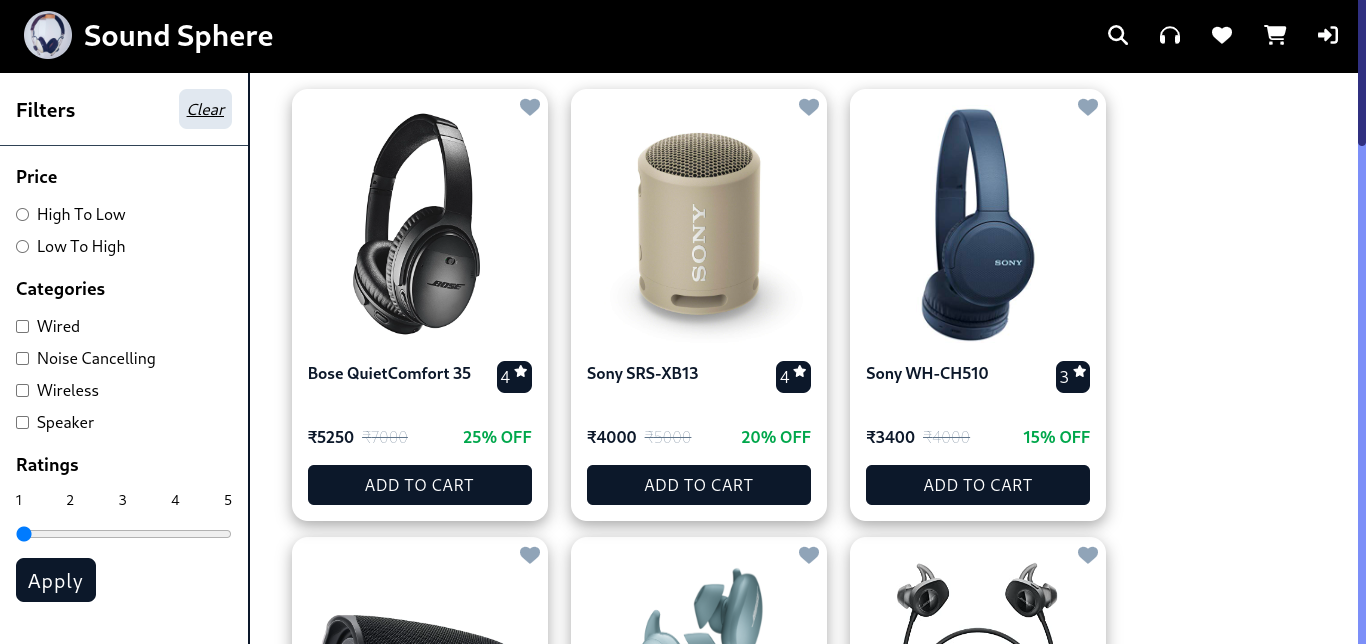 Sound Sphere
Filters
Clear
Price
High To Low
Low To High
Categories
Wired
Noise Cancelling
Wireless
Speaker
Ratings
1 2 3 4 5
Apply
BOSE
SONY
SONY
Bose QuietComfort 35 4
Sony SRS-XB13 4
Sony WH-CH510 3
₹5250 ₹7000 25% OFF
₹4000 ₹5000 20% OFF
₹3400 ₹4000 15% OFF
ADD TO CART
ADD TO CART
ADD TO CART